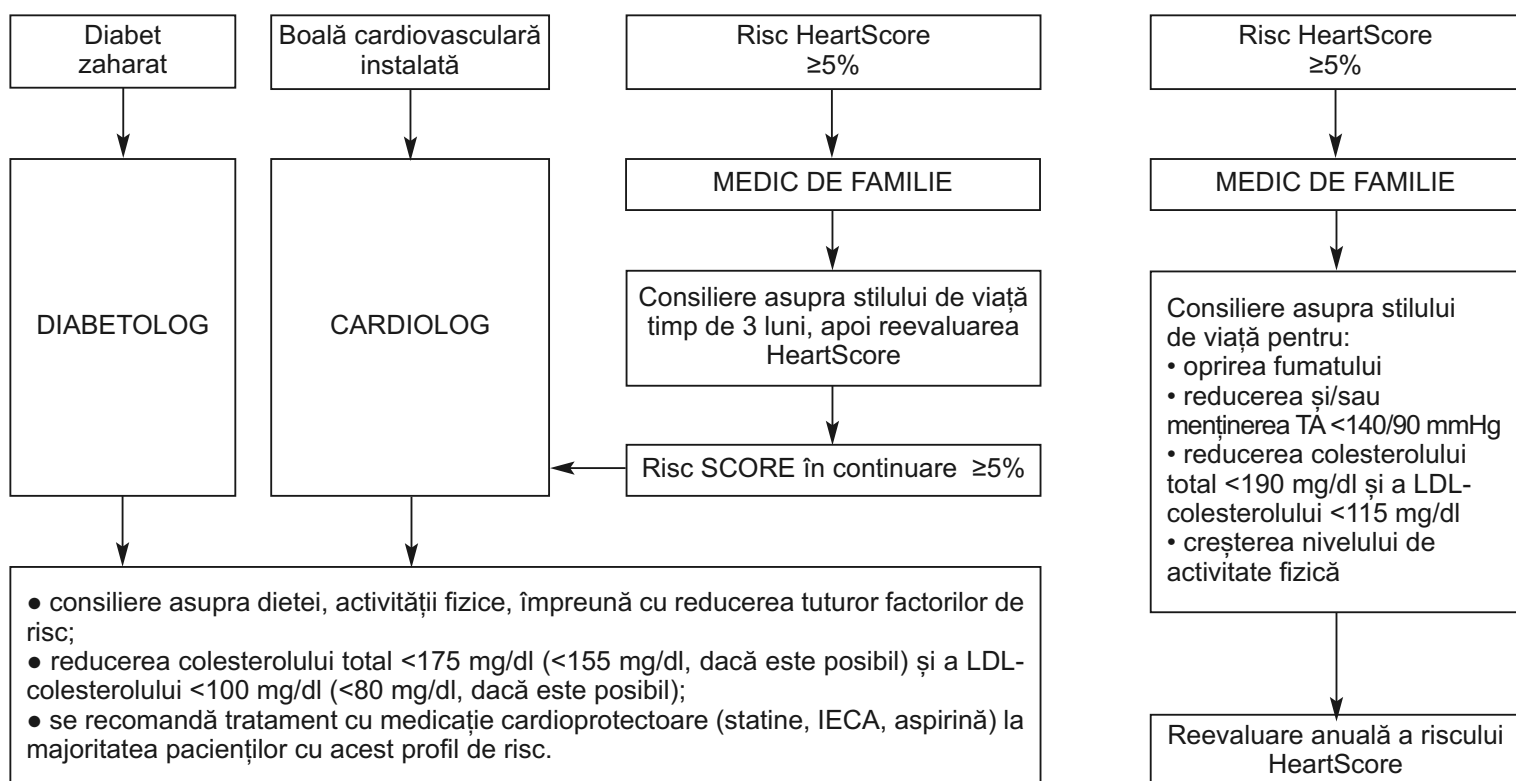 Diabet
zaharat
Boală cardiovasculară
instalată
Risc HeartScore
≥5%
Risc HeartScore
≥5%
MEDIC DE FAMILIE
MEDIC DE FAMILIE
DIABETOLOG
CARDIOLOG
Consiliere asupra stilului de viață
timp de 3 luni, apoi reevaluarea
HeartScore
Risc SCORE în continuare ≥5%
Consiliere asupra stilului
de viață pentru:
• oprirea fumatului
• reducerea și/sau
menținerea TA <140/90 mmHg
• reducerea colesterolului
total <190 mg/dl și a LDL-
colesterolului <115 mg/dl
• creșterea nivelului de
activitate fizică
● consiliere asupra dietei, activității fizice, împreună cu reducerea tuturor factorilor de
risc;
● reducerea colesterolului total <175 mg/dl (<155 mg/dl, dacă este posibil) și a LDL-
colesterolului <100 mg/dl (<80 mg/dl, dacă este posibil);
● se recomandă tratament cu medicație cardioprotectoare (statine, IECA, aspirină) la
majoritatea pacienților cu acest profil de risc.
Reevaluare anuală a riscului
HeartScore